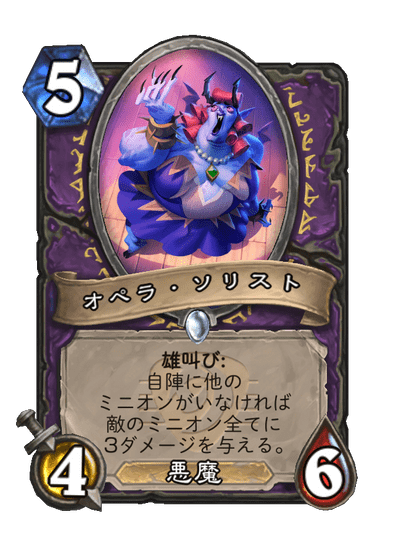 5
オペラ・ソリスト
雄叫び:
自陣に他の
ミニオンがいなければ
敵のミニオン全てに
3ダメージを与える。
4
悪魔
6